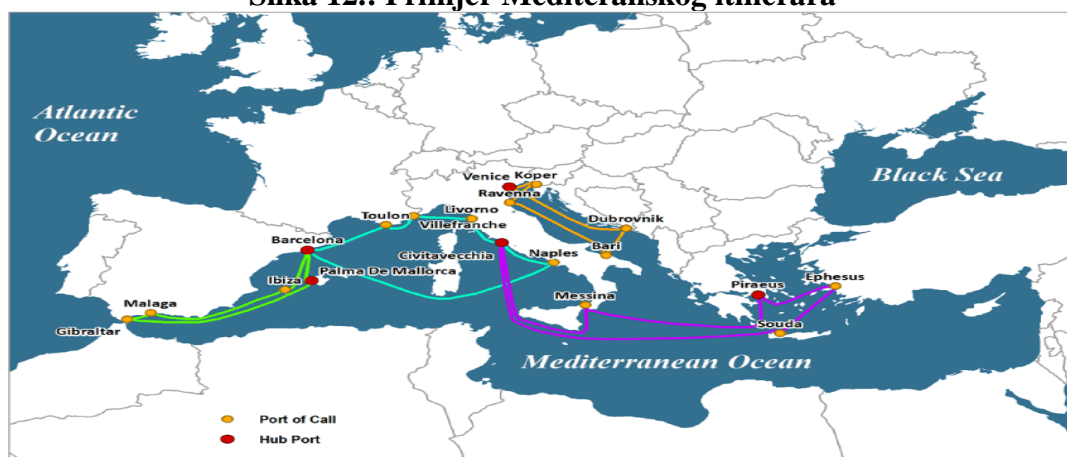 Slika 12.: Primjer Mediteranskog itinerara
Atlantic
Ocean
Black Sea
Venice
Koper
Ravenna
Toulon
Livorno
Villefranche
Dubrovnik
Barcelona
Bari
Civitavecchia
Naples
Ibiza
Palma De Mallorca
Ephesus
Piraeus
Malaga
Messina
Gibraltar
Souda
Mediterranean Ocean
Port of Call
Hub Port